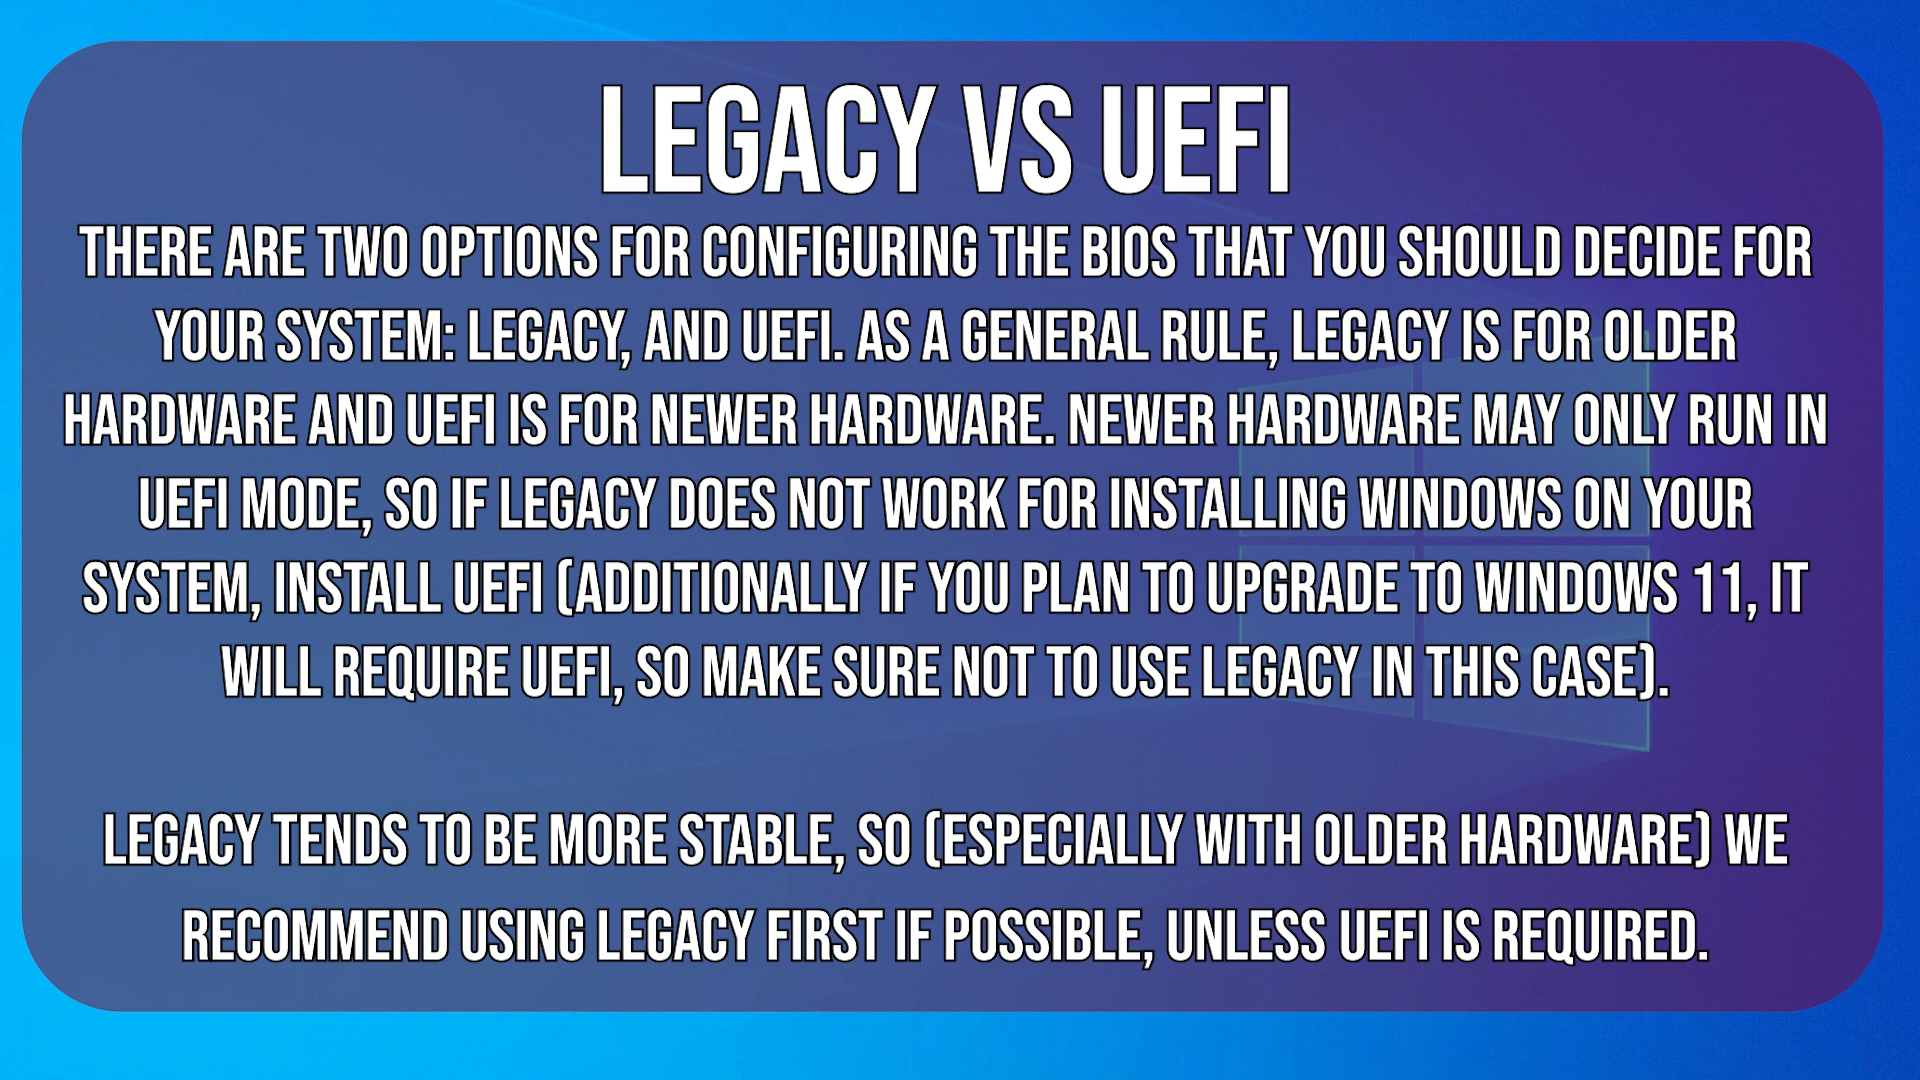 LEGACY VS UEFI
THERE ARE TWO OPTIONS FOR CONFIGURING THE BIOS THAT YOU SHOULD DECIDE FOR
YOUR SYSTEM: LEGACY, AND UEFI. AS A GENERAL RULE, LEGACY IS FOR OLDER
HARDWARE AND UEFI IS FOR NEWER HARDWARE. NEWER HARDWARE MAY ONLY RUN IN
UEFI MODE, SO IF LEGACY DOES NOT WORK FOR INSTALLING WINDOWS ON YOUR
SYSTEM, INSTALL UEFI (ADDITIONALLY IF YOU PLAN TO UPGRADE TO WINDOWS 11, IT
WILL REQUIRE UEFI, SO MAKE SURE NOT TO USE LEGACY IN THIS CASE).
LEGACY TENDS TO BE MORE STABLE, SO (ESPECIALLY WITH OLDER HARDWARE) WE
RECOMMEND USING LEGACY FIRST IF POSSIBLE, UNLESS UEFI IS REQUIRED.